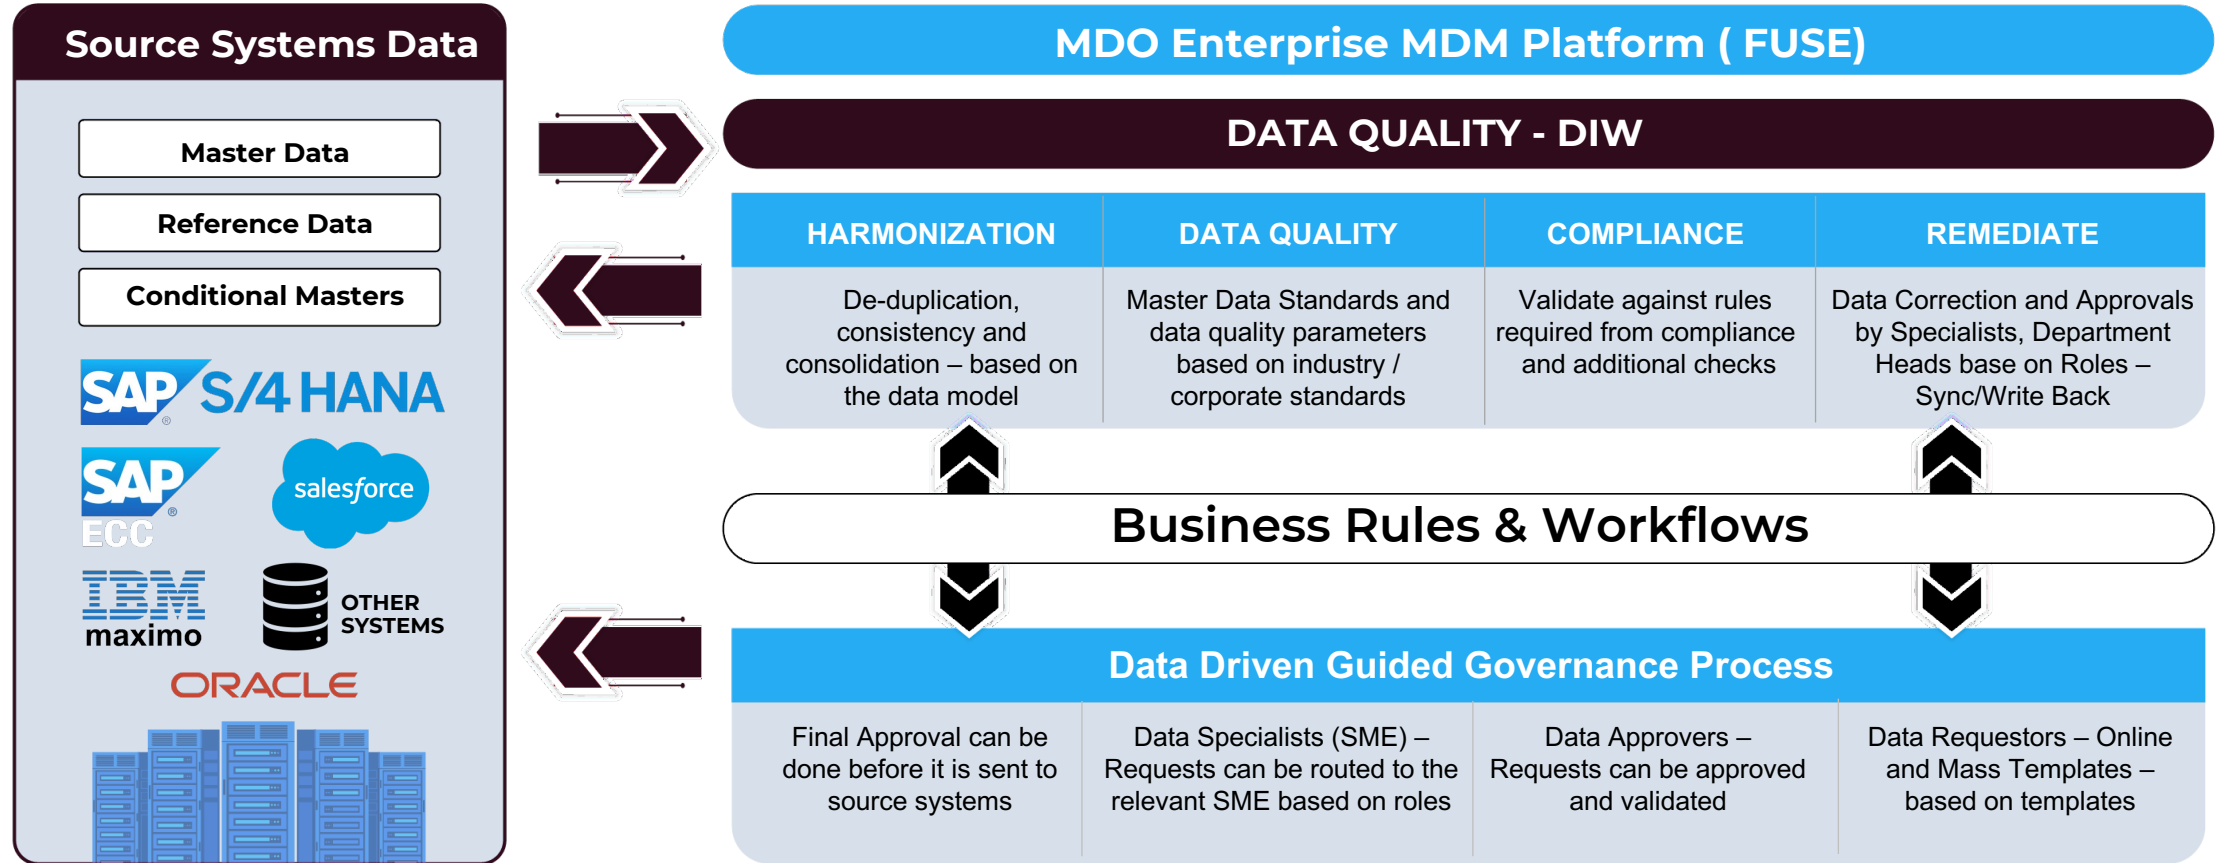 Source Systems Data
Master Data
Reference Data
Conditional Masters
SAP S/4 HANA
®
SAP
®
ECC
salesforce
IBM
maximo
OTHER
SYSTEMS
ORACLE
MDO Enterprise MDM Platform ( FUSE)
DATA QUALITY - DIW
HARMONIZATION
De-duplication,
consistency and
consolidation – based on
the data model
DATA QUALITY
Master Data Standards and
data quality parameters
based on industry /
corporate standards
COMPLIANCE
Validate against rules
required from compliance
and additional checks
REMEDIATE
Data Correction and Approvals
by Specialists, Department
Heads base on Roles –
Sync/Write Back
Business Rules & Workflows
Data Driven Guided Governance Process
Final Approval can be
done before it is sent to
source systems
Data Specialists (SME) –
Requests can be routed to the
relevant SME based on roles
Data Approvers –
Requests can be approved
and validated
Data Requestors – Online
and Mass Templates –
based on templates